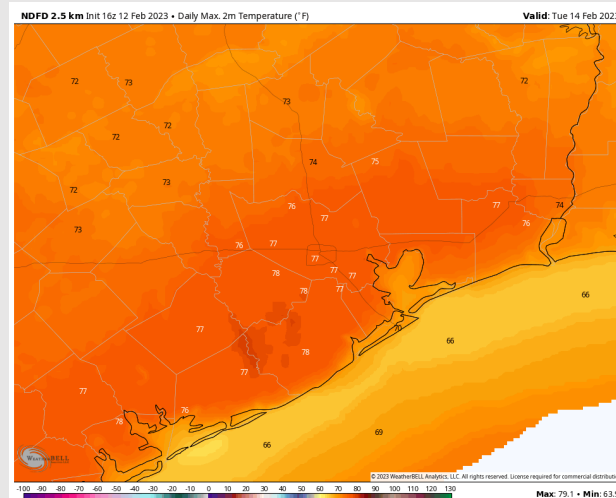 NDFD 2.5 km Init 16z 12 Feb 2023 • Daily Max. 2m Temperature (°F)
Valid: Tue 14 Feb 2023
72 73 72
73
72
72
74 75
73
72
76 77 74
77 76
73
76 77
77
78 77 77
78 77
77 70 66
66
78
77
77
76
78
69
66
WeatherBELL
© 2023 WeatherBELL Analytics, LLC. All rights reserved. License required for commercial distribution
-100 -90 -80 -70 -60 -50 -40 -30 -20 -10 0 10 20 30 40 50 60 70 80 90 100 110 120 130
Max: 79.1 • Min: 63.